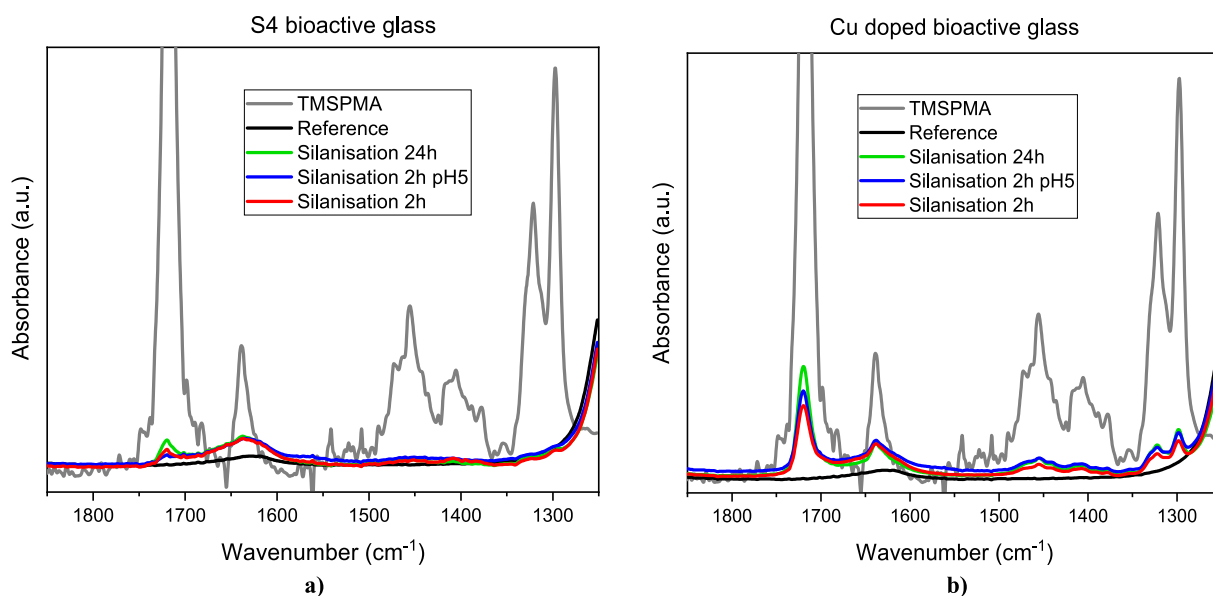 S4 bioactive glass
TMSPMA
Reference
Silanisation 24h
Silanisation 2h pH5
Silanisation 2h
Absorbance (a.u.)
1800 1700 1600 1500 1400 1300
Wavenumber (cm⁻¹)
a)
Cu doped bioactive glass
TMSPMA
Reference
Silanisation 24h
Silanisation 2h pH5
Silanisation 2h
Absorbance (a.u.)
1800 1700 1600 1500 1400 1300
Wavenumber (cm⁻¹)
b)